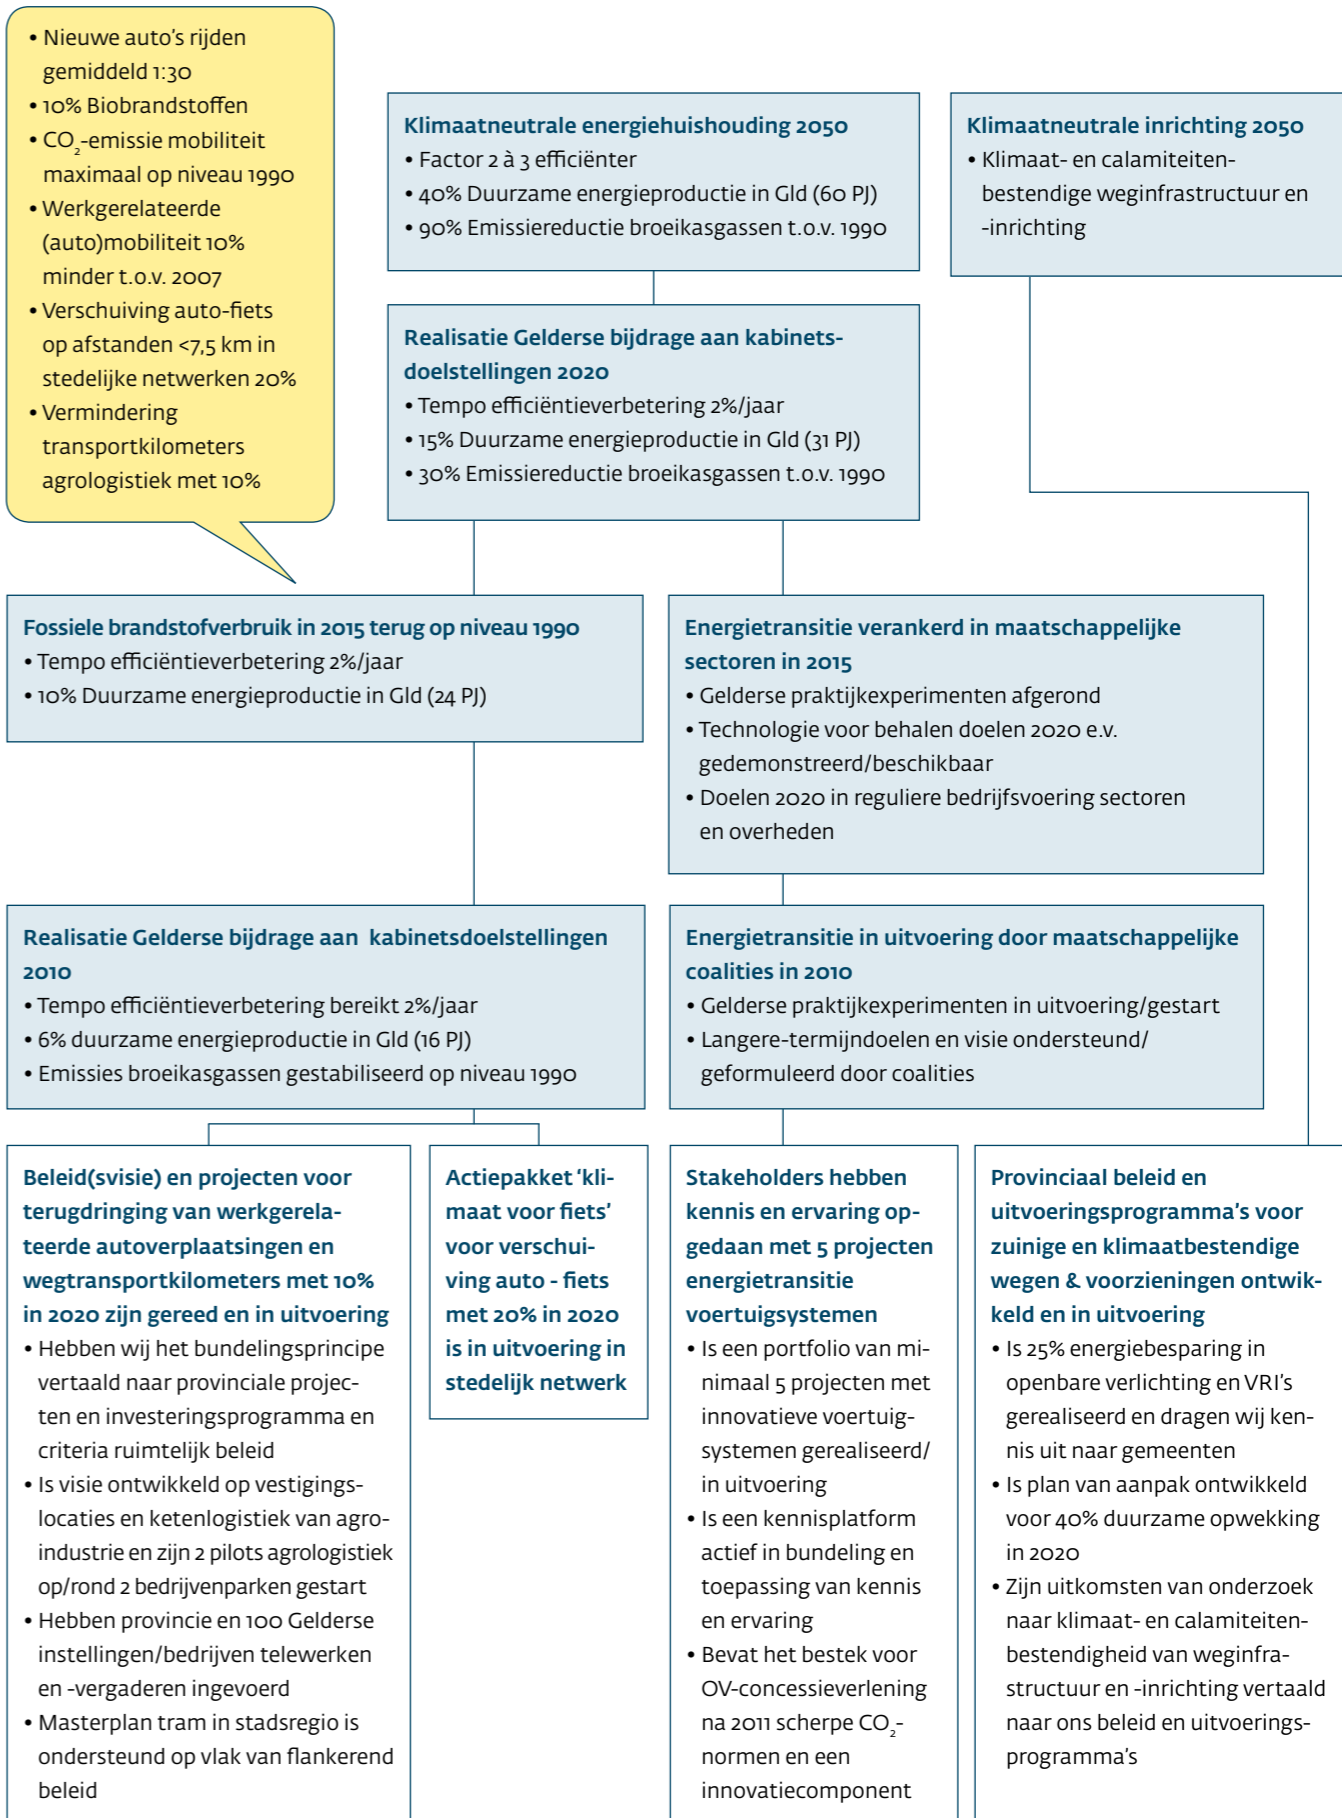 • Nieuwe auto's rijden
gemiddeld 1:30
• 10% Biobrandstoffen
• CO₂-emissie mobiliteit
maximaal op niveau 1990
• Werkgerelateerde
(auto)mobiliteit 10%
minder t.o.v. 2007
• Verschuiving auto-fiets
op afstanden <7,5 km in
stedelijke netwerken 20%
• Vermindering
transportkilometers
agrologistiek met 10%
Klimaatneutrale energiehuishouding 2050
• Factor 2 à 3 efficiënter
• 40% Duurzame energieproductie in Gld (60 PJ)
• 90% Emissiereductie broeikasgassen t.o.v. 1990
Klimaatneutrale inrichting 2050
• Klimaat- en calamiteiten-
bestendige weginfrastructuur en
-inrichting
Realisatie Gelderse bijdrage aan kabinets-
doelstellingen 2020
• Tempo efficiëntieverbetering 2%/jaar
• 15% Duurzame energieproductie in Gld (31 PJ)
• 30% Emissiereductie broeikasgassen t.o.v. 1990
Fossiele brandstofverbruik in 2015 terug op niveau 1990
• Tempo efficiëntieverbetering 2%/jaar
• 10% Duurzame energieproductie in Gld (24 PJ)
Energietransitie verankerd in maatschappelijke
sectoren in 2015
• Gelderse praktijkexperimenten afgerond
• Technologie voor behalen doelen 2020 e.v.
gedemonstreerd/beschikbaar
• Doelen 2020 in reguliere bedrijfsvoering sectoren
en overheden
Realisatie Gelderse bijdrage aan kabinetsdoelstellingen
2010
• Tempo efficiëntieverbetering bereikt 2%/jaar
• 6% duurzame energieproductie in Gld (16 PJ)
• Emissies broeikasgassen gestabiliseerd op niveau 1990
Energietransitie in uitvoering door maatschappelijke
coalities in 2010
• Gelderse praktijkexperimenten in uitvoering/gestart
• Langere-termijndoelen en visie ondersteund/
geformuleerd door coalities
Beleid(svisie) en projecten voor
terugdringing van werkgerela-
teerde autoverplaatsingen en
wegtransportkilometers met 10%
in 2020 zijn gereed en in uitvoering
• Hebben wij het bundelingsprincipe
vertaald naar provinciale projec-
ten en investeringsprogramma en
criteria ruimtelijk beleid
• Is visie ontwikkeld op vestigings-
locaties en ketenlogistiek van agro-
industrie en zijn 2 pilots agrologistiek
op/rond 2 bedrijvenparken gestart
• Hebben provincie en 100 Gelderse
instellingen/bedrijven telewerken
en -vergaderen ingevoerd
• Masterplan tram in stadsregio is
ondersteund op vlak van flankerend
beleid
Actiepakket 'kli-
maat voor fiets'
voor verschui-
ving auto - fiets
met 20% in 2020
is in uitvoering in
stedelijk netwerk
Stakeholders hebben
kennis en ervaring op-
gedaan met 5 projecten
energietransitie
voertuigsystemen
• Is een portfolio van mi-
nimaal 5 projecten met
innovatieve voertuig-
systemen gerealiseerd/
in uitvoering
• Is een kennisplatform
actief in bundeling en
toepassing van kennis
en ervaring
• Bevat het bestek voor
OV-concessieverlening
na 2011 scherpe CO₂-
normen en een
innovatiecomponent
Provinciaal beleid en
uitvoeringsprogramma's voor
zuinige en klimaatbestendige
wegen & voorzieningen ontwik-
keld en in uitvoering
• Is 25% energiebesparing in
openbare verlichting en VRI's
gerealiseerd en dragen wij ken-
nis uit naar gemeenten
• Is plan van aanpak ontwikkeld
voor 40% duurzame opwekking
in 2020
• Zijn uitkomsten van onderzoek
naar klimaat- en calamiteiten-
bestendigheid van weginfra-
structuur en -inrichting vertaald
naar ons beleid en uitvoerings-
programma's